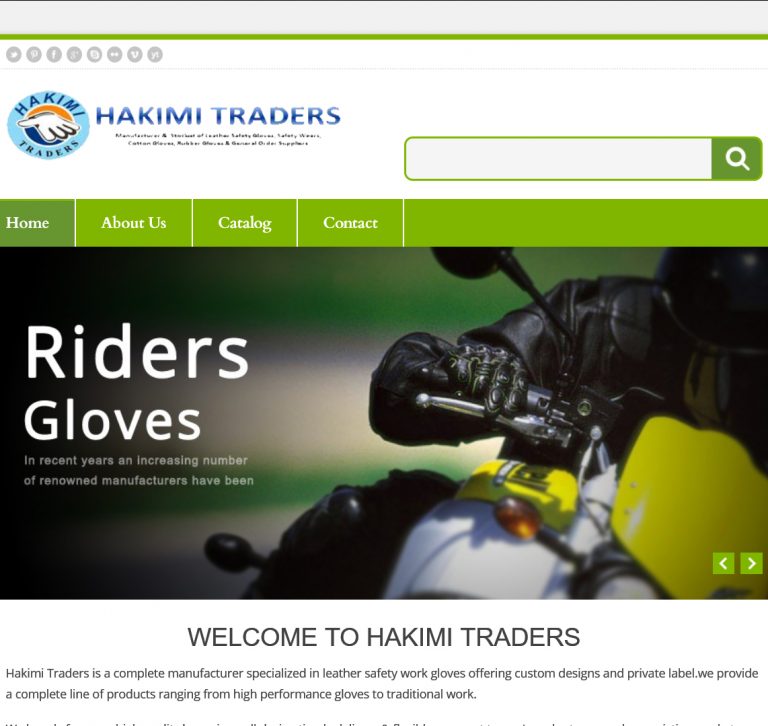 HAKIMI TRADERS
HAKIMI TRADERS
Manufacturer & Stockist of Leather Safety Gloves, Safety Wears,
Cotton Gloves, Rubber Gloves & General Order Suppliers
Home About Us Catalog Contact
Riders
Gloves
In recent years an increasing number
of renowned manufacturers have been
WELCOME TO HAKIMI TRADERS
Hakimi Traders is a complete manufacturer specialized in leather safety work gloves offering custom designs and private label.we provide
a complete line of products ranging from high performance gloves to traditional work.